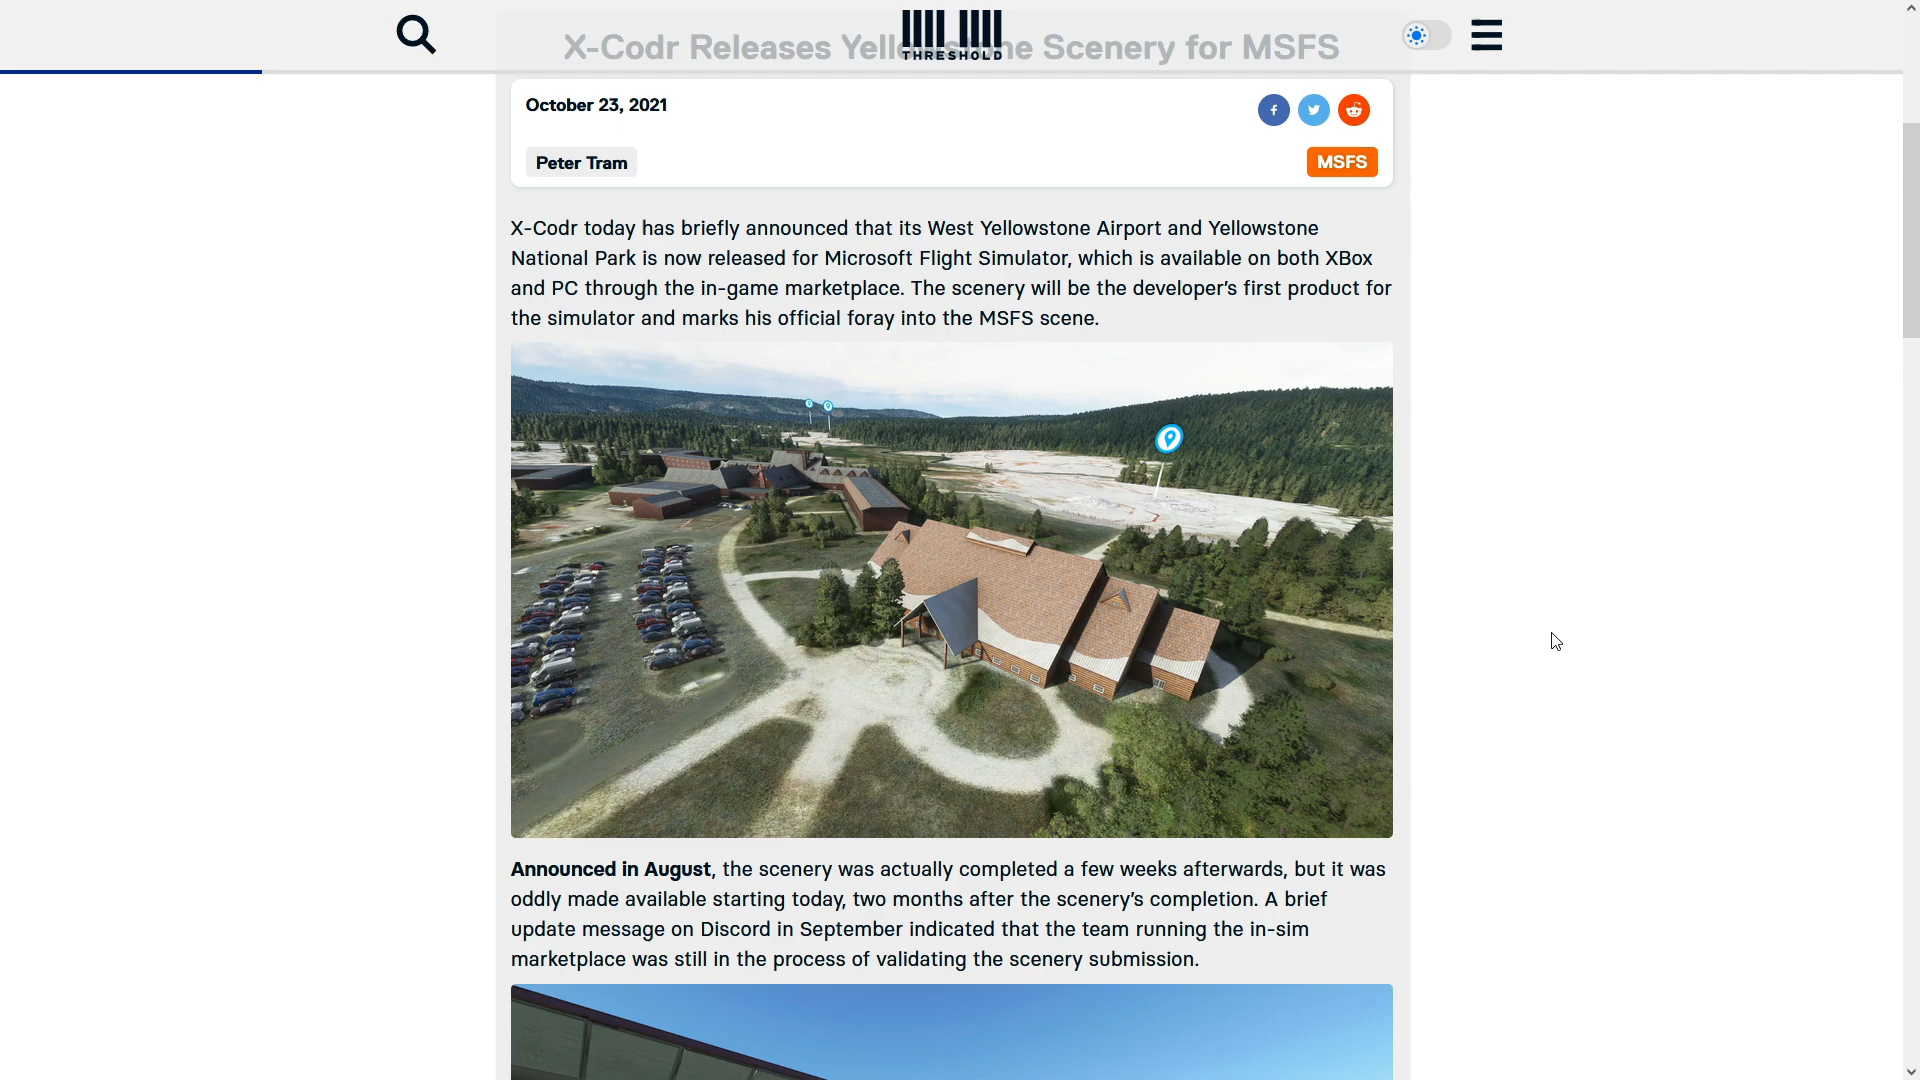 X-Codr Releases Yellowstone Scenery for MSFS
THRESHOLD
October 23, 2021
Peter Tram
MSFS
X-Codr today has briefly announced that its West Yellowstone Airport and Yellowstone
National Park is now released for Microsoft Flight Simulator, which is available on both XBox
and PC through the in-game marketplace. The scenery will be the developer's first product for
the simulator and marks his official foray into the MSFS scene.
Announced in August, the scenery was actually completed a few weeks afterwards, but it was
oddly made available starting today, two months after the scenery's completion. A brief
update message on Discord in September indicated that the team running the in-sim
marketplace was still in the process of validating the scenery submission.